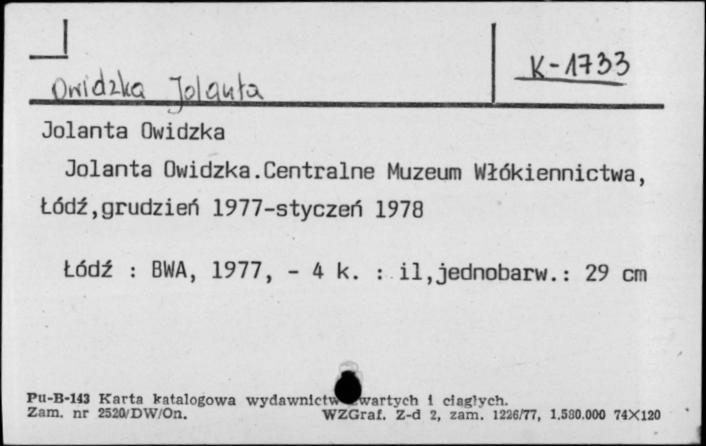 K-1733
Owidzka Jolanta
Jolanta Owidzka
Jolanta Owidzka.Centralne Muzeum Włókiennictwa,
Łódź,grudzień 1977-styczeń 1978
Łódź : BWA, 1977, - 4 k. : il,jednobarw.: 29 cm
Pu-B-143 Karta katalogowa wydawnictw zwartych i ciągłych.
Zam. nr 2520/DW/On. WZGraf. Z-d 2, zam. 1226/77, 1,580.000 74X120